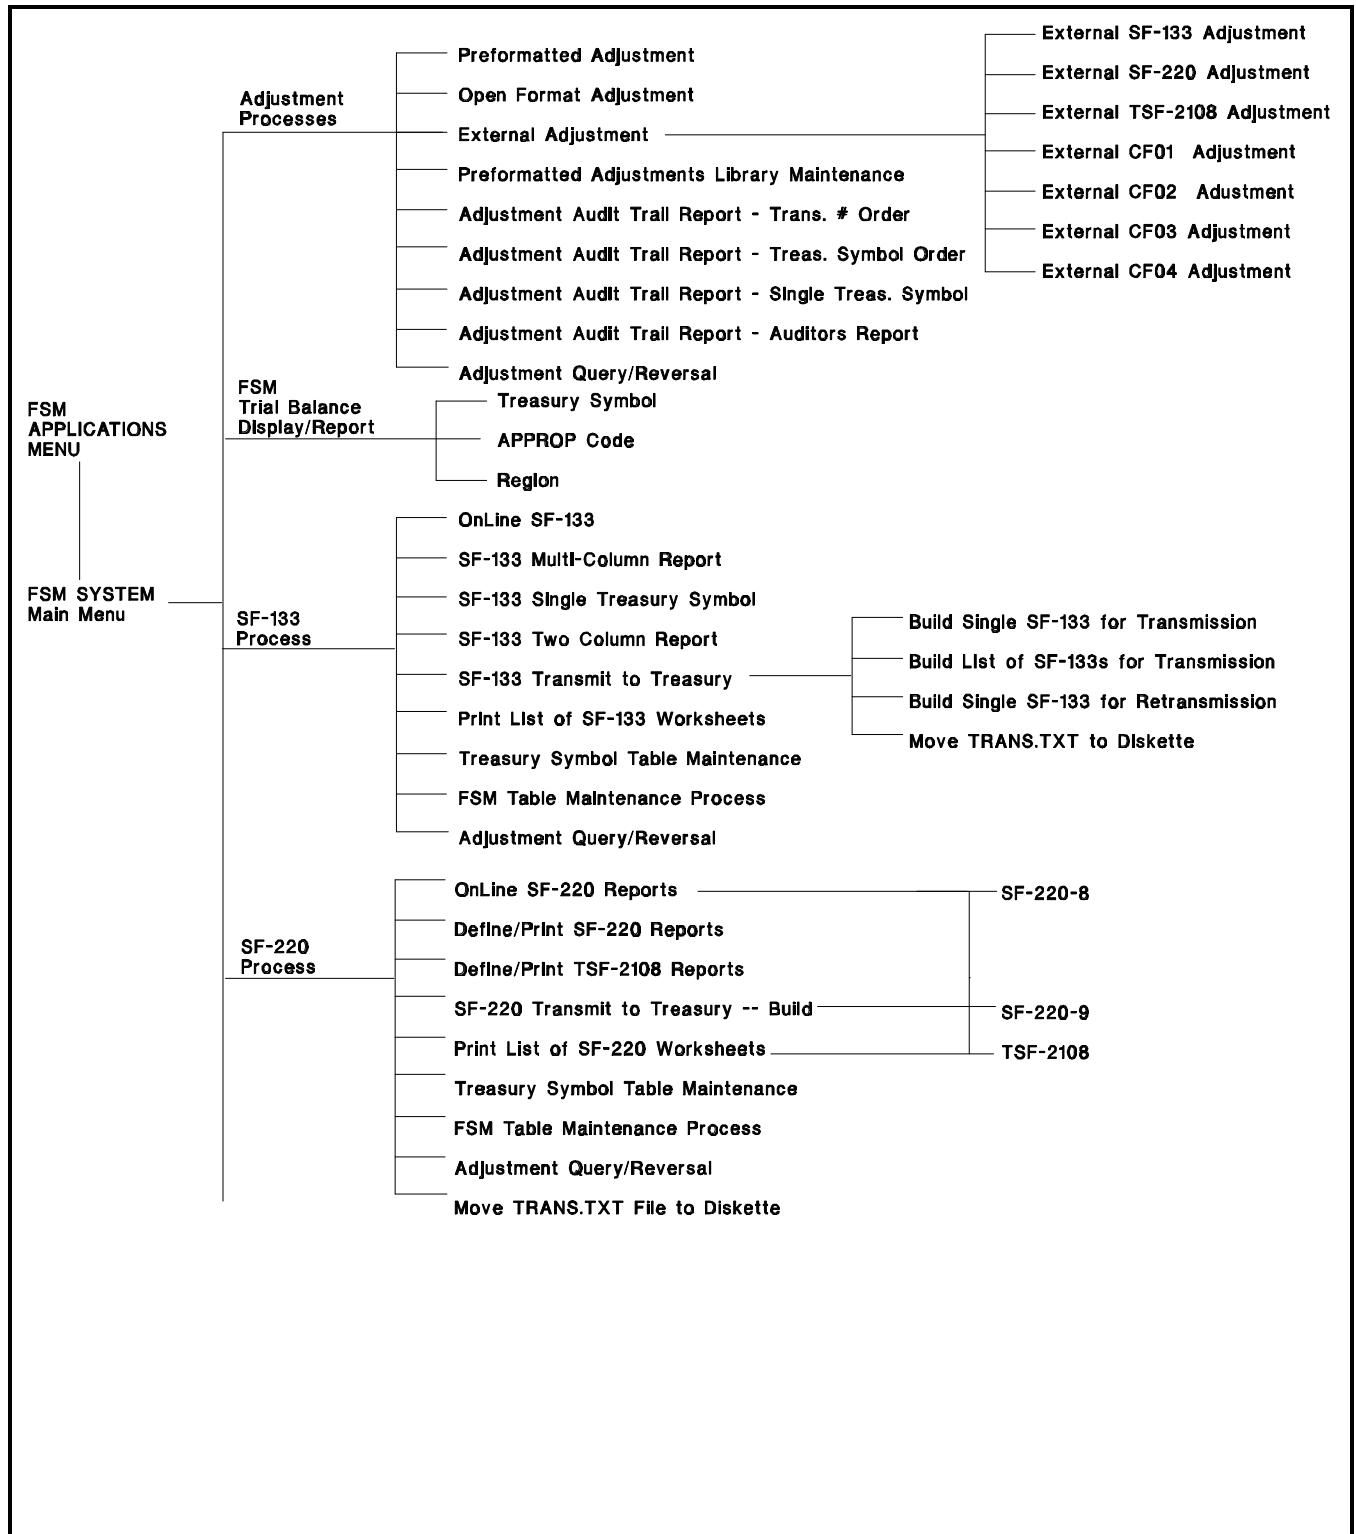 FSM
APPLICATIONS
MENU
FSM SYSTEM
Main Menu
Adjustment
Processes
Preformatted Adjustment
Open Format Adjustment
External Adjustment
Preformatted Adjustments Library Maintenance
Adjustment Audit Trail Report - Trans. # Order
Adjustment Audit Trail Report - Treas. Symbol Order
Adjustment Audit Trail Report - Single Treas. Symbol
Adjustment Audit Trail Report - Auditors Report
Adjustment Query/Reversal
External SF-133 Adjustment
External SF-220 Adjustment
External TSF-2108 Adjustment
External CF01 Adjustment
External CF02 Adustment
External CF03 Adjustment
External CF04 Adjustment
FSM
Trial Balance
Display/Report
Treasury Symbol
APPROP Code
Region
SF-133
Process
OnLine SF-133
SF-133 Multi-Column Report
SF-133 Single Treasury Symbol
SF-133 Two Column Report
SF-133 Transmit to Treasury
Print List of SF-133 Worksheets
Treasury Symbol Table Maintenance
FSM Table Maintenance Process
Adjustment Query/Reversal
Build Single SF-133 for Transmission
Build List of SF-133s for Transmission
Build Single SF-133 for Retransmission
Move TRANS.TXT to Diskette
SF-220
Process
OnLine SF-220 Reports
Define/Print SF-220 Reports
Define/Print TSF-2108 Reports
SF-220 Transmit to Treasury -- Build
Print List of SF-220 Worksheets
Treasury Symbol Table Maintenance
FSM Table Maintenance Process
Adjustment Query/Reversal
Move TRANS.TXT File to Diskette
SF-220-8
SF-220-9
TSF-2108